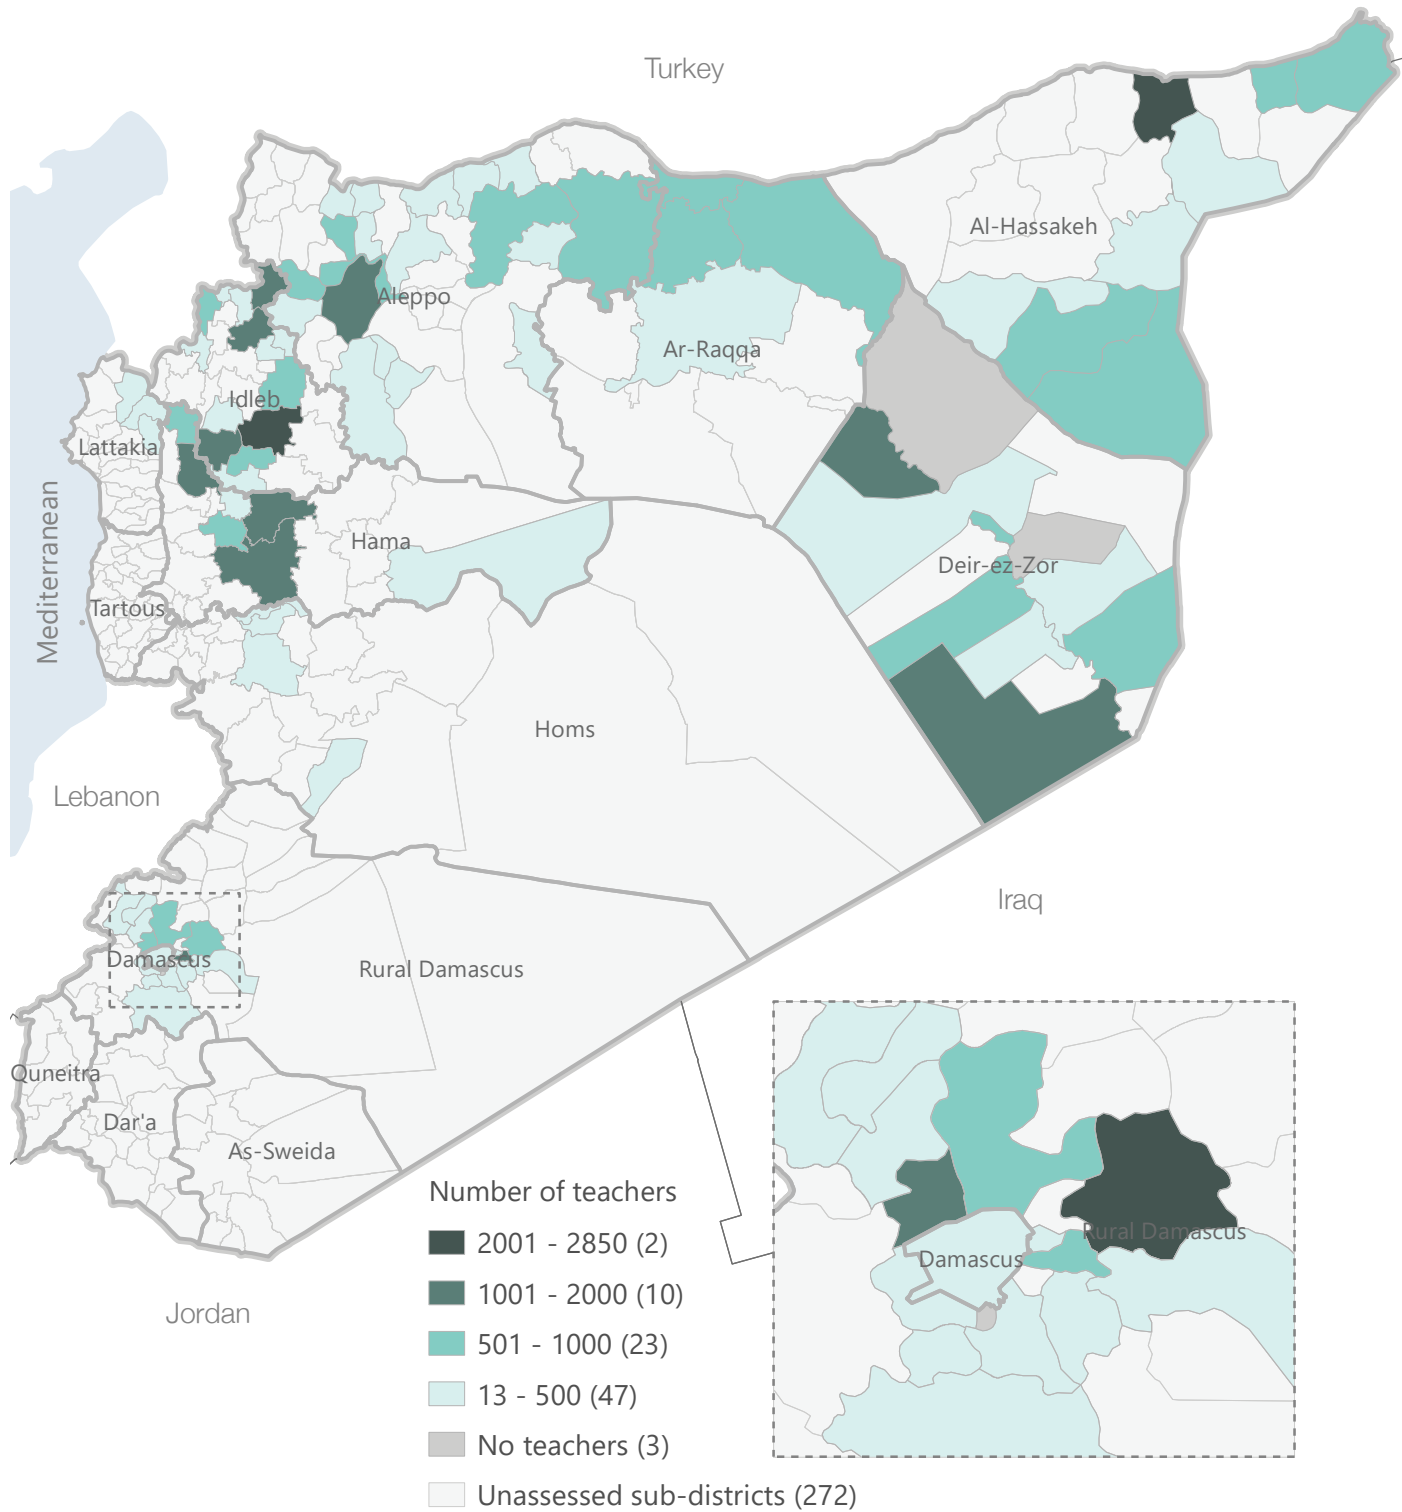 Turkey
Al-Hassakeh
Aleppo
Ar-Raqqa
Idleb
Lattakia
Mediterranean
Hama
Deir-ez-Zor
Tartous
Homs
Lebanon
Iraq
Damascus
Rural Damascus
Quneitra
Dar'a
As-Sweida
Jordan
Number of teachers
2001 - 2850 (2)
1001 - 2000 (10)
501 - 1000 (23)
13 - 500 (47)
No teachers (3)
Unassessed sub-districts (272)
Rural Damascus
Damascus